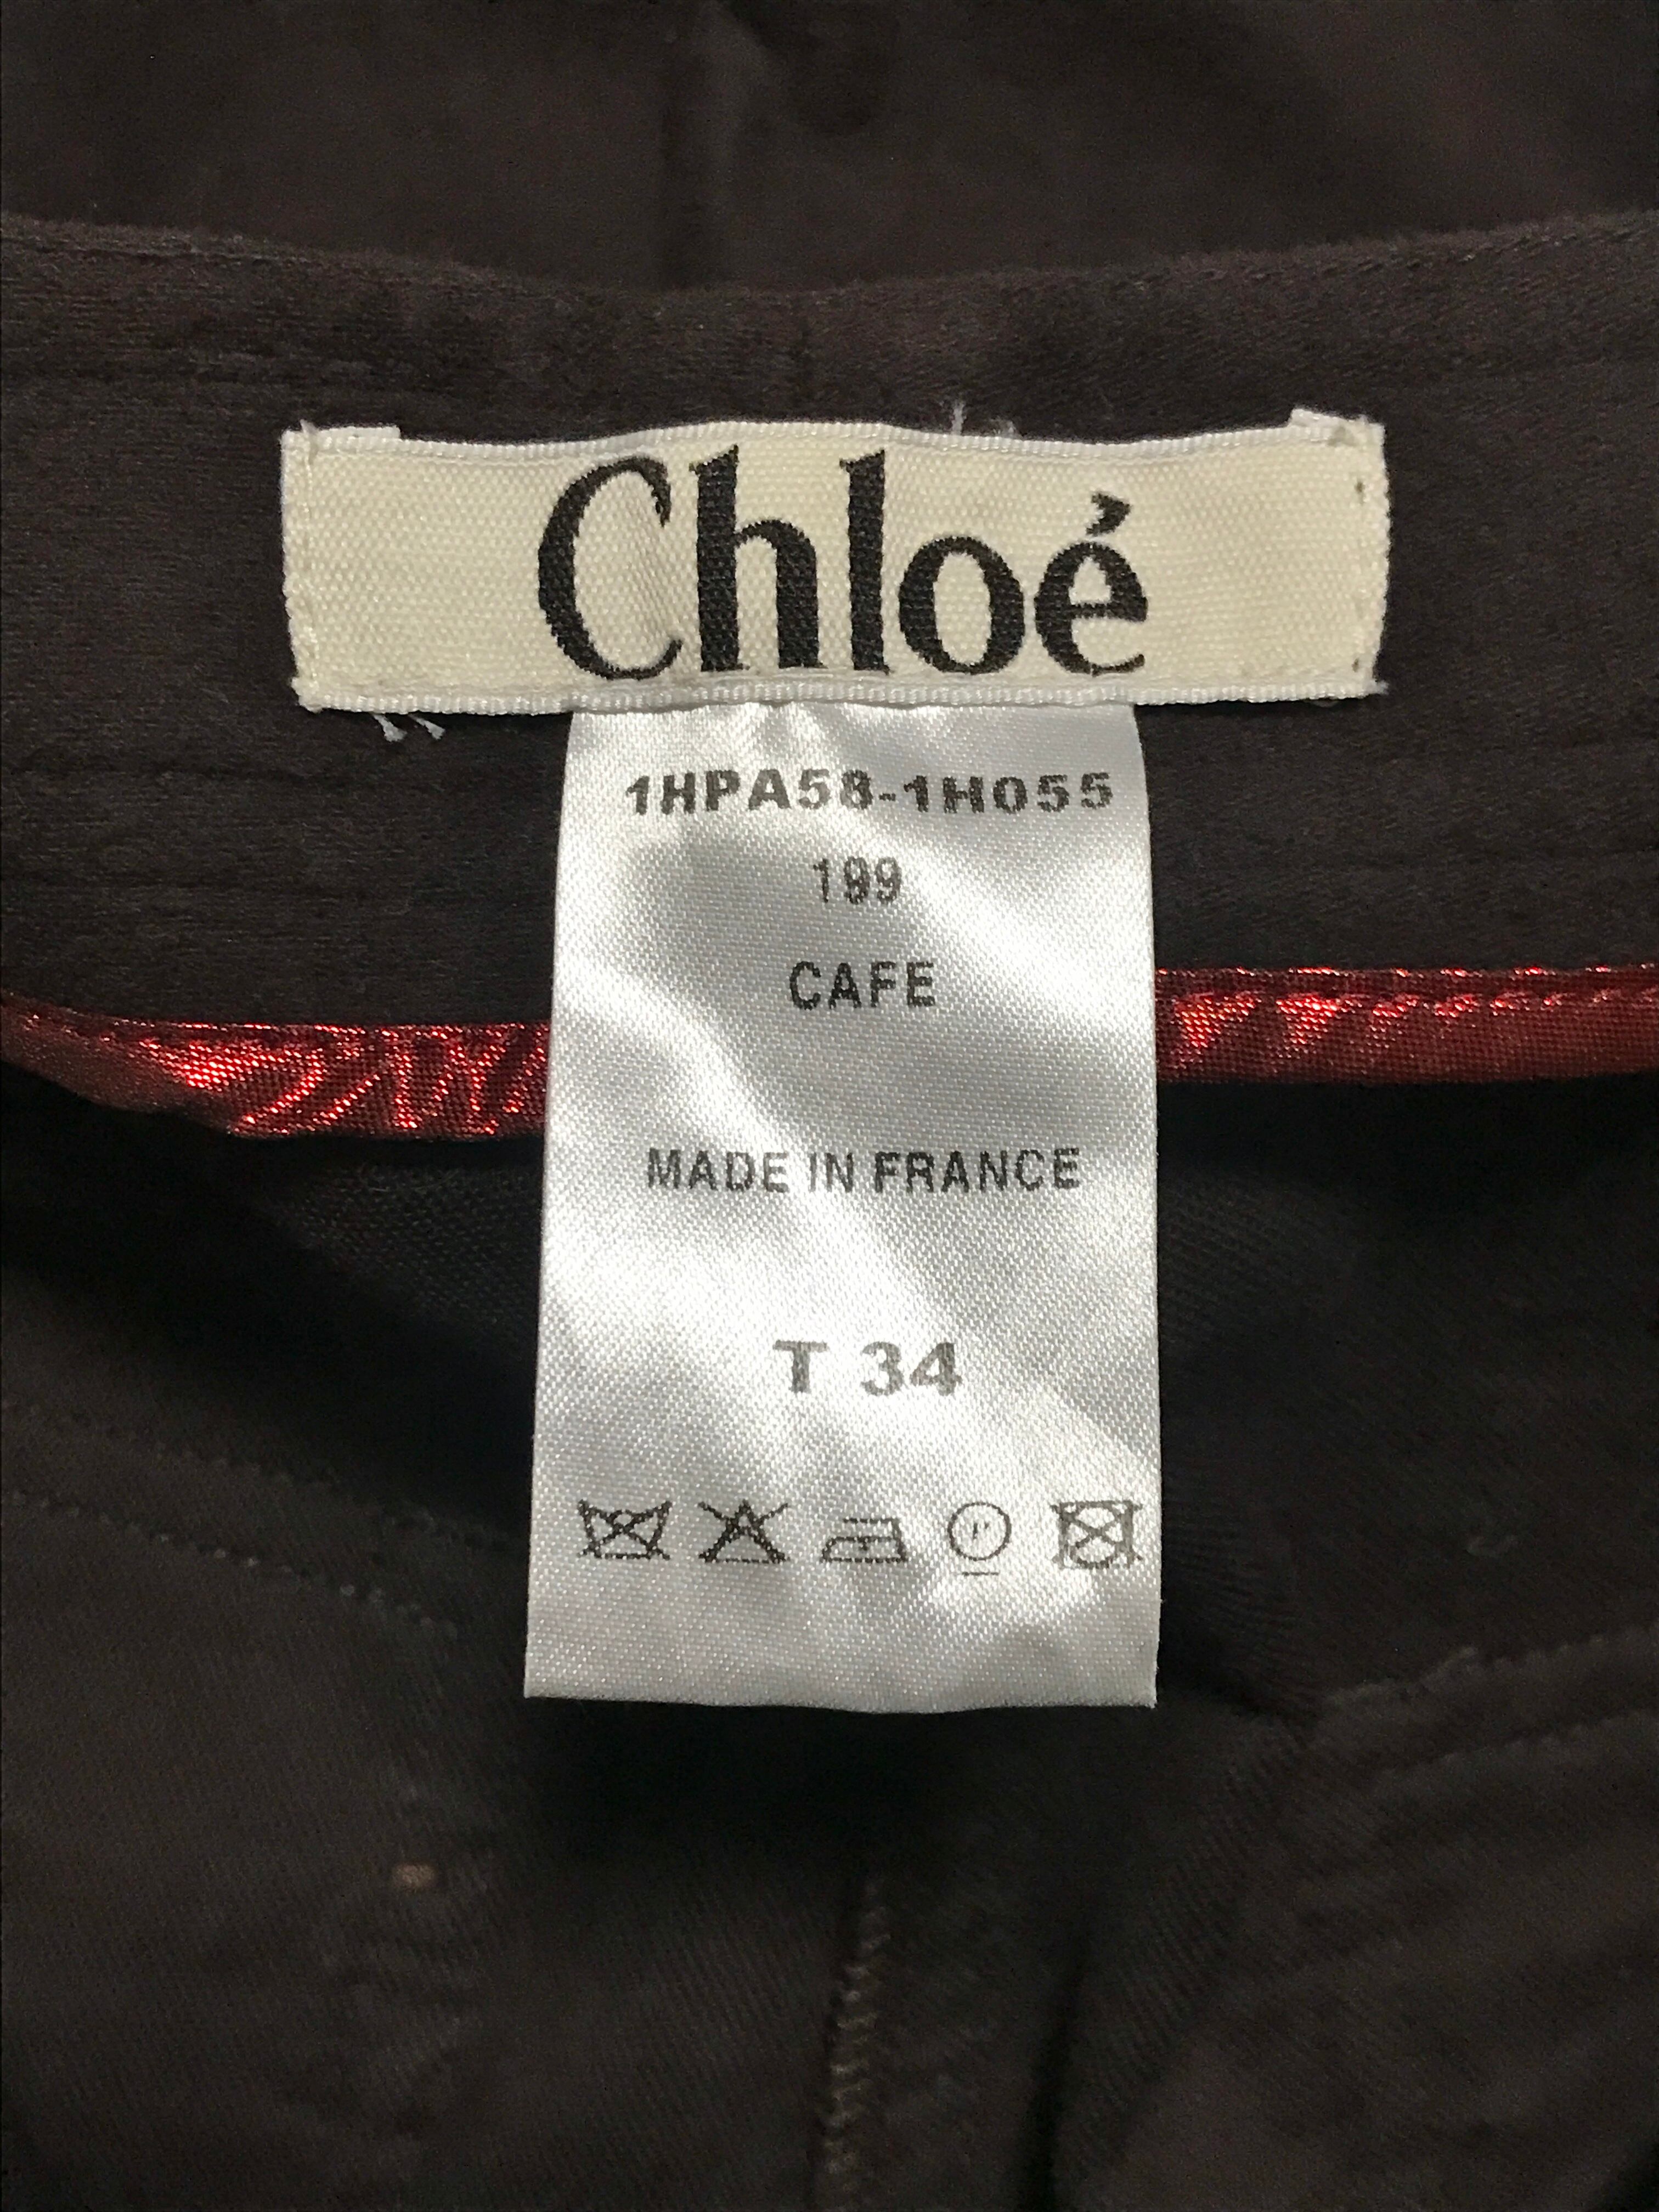 Chloé
1HPA58-1H055
199
CAFE
MADE IN FRANCE
T 34
P